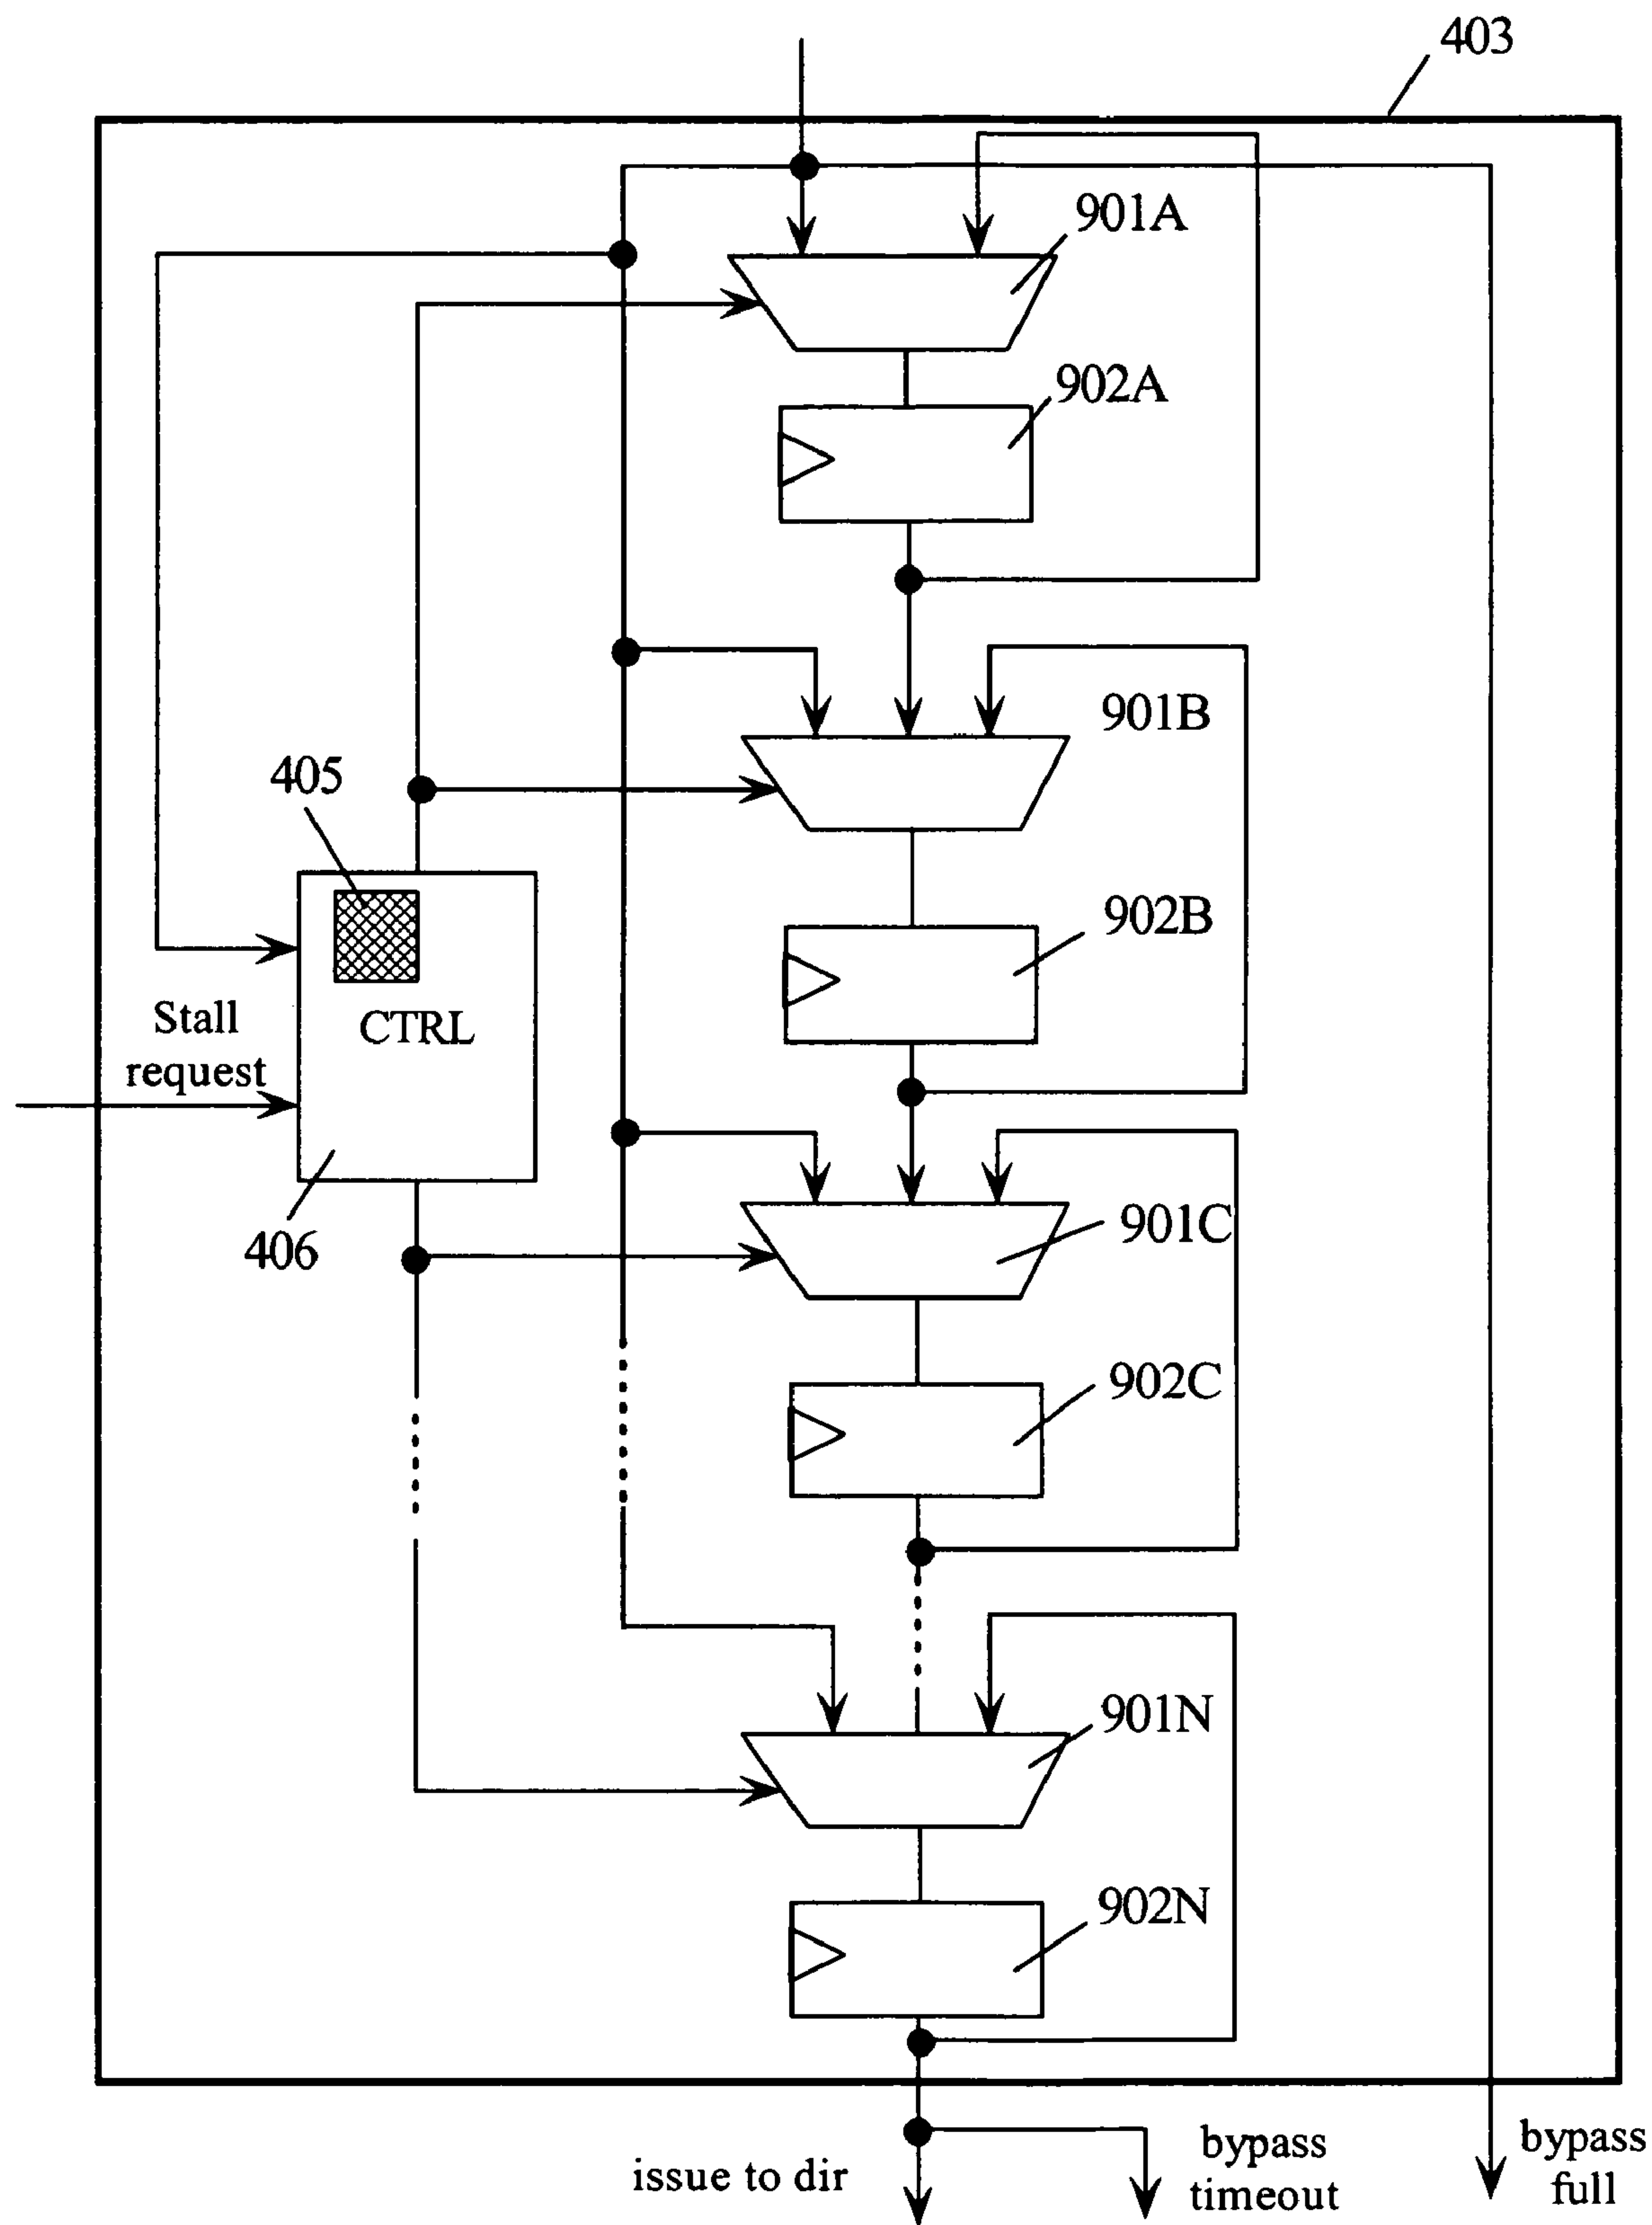 403
901A
902A
901B
405
902B
Stall
request
CTRL
901C
406
902C
901N
902N
issue to dir
bypass
timeout
bypass
full